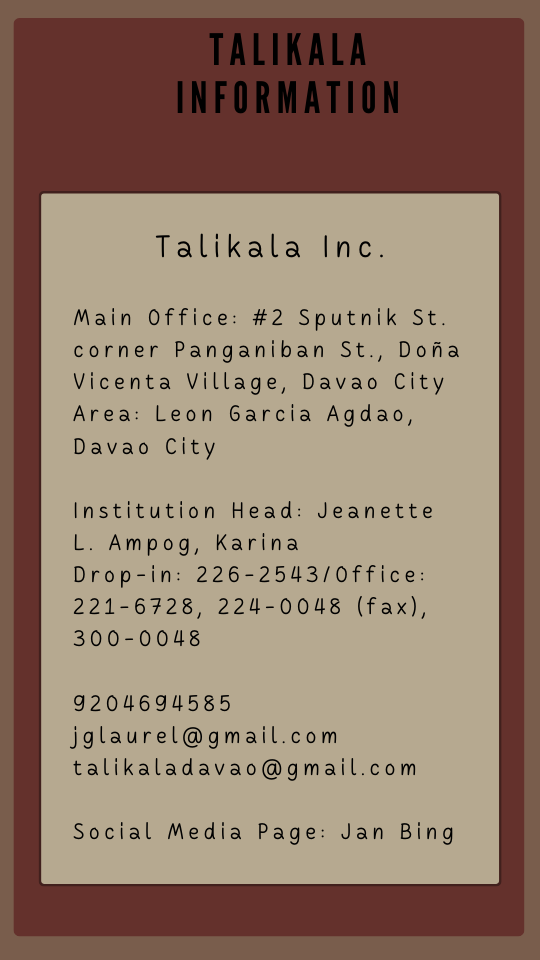 TALIKALA
INFORMATION
Talikala Inc.
Main Office: #2 Sputnik St.
corner Panganiban St., Doña
Vicenta Village, Davao City
Area: Leon Garcia Agdao,
Davao City
Institution Head: Jeanette
L. Ampog, Karina
Drop-in: 226-2543/Office:
221-6728, 224-0048 (fax),
300-0048
9204694585
jglaurel@gmail.com
talikaladavao@gmail.com
Social Media Page: Jan Bing